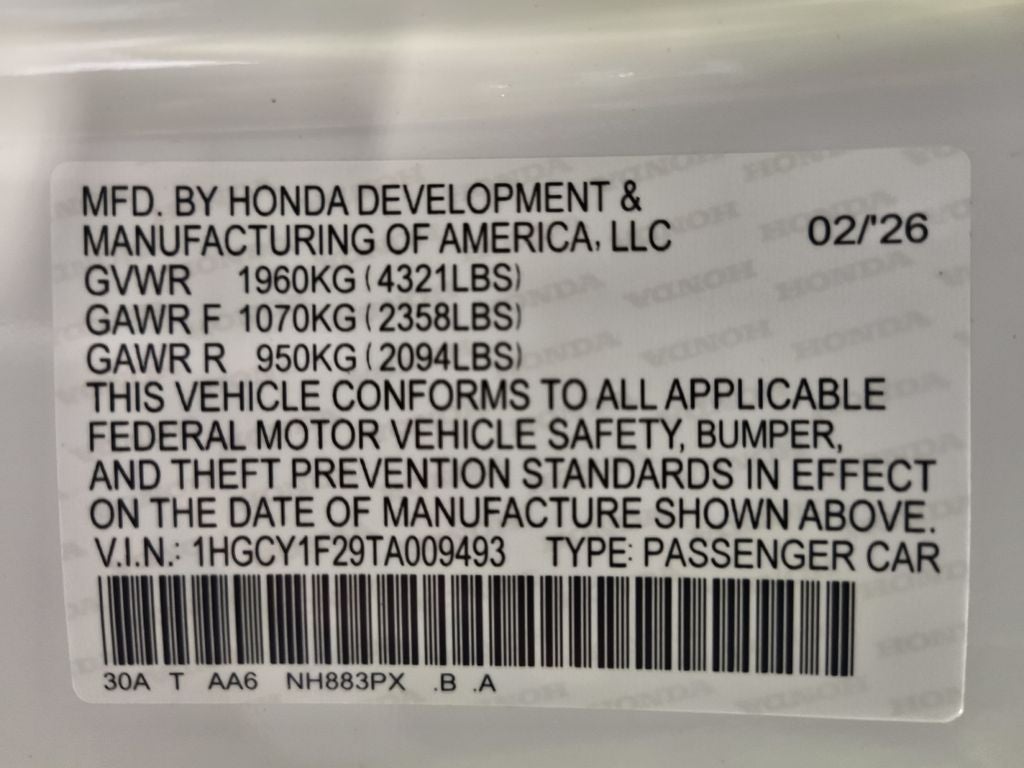 MFD. BY HONDA DEVELOPMENT &
MANUFACTURING OF AMERICA, LLC 02/'26
GVWR 1960KG (4321LBS)
GAWR F 1070KG (2358LBS)
GAWR R 950KG (2094LBS)
THIS VEHICLE CONFORMS TO ALL APPLICABLE
FEDERAL MOTOR VEHICLE SAFETY, BUMPER,
AND THEFT PREVENTION STANDARDS IN EFFECT
ON THE DATE OF MANUFACTURE SHOWN ABOVE.
V.I.N.: 1HGCY1F29TA009493 TYPE: PASSENGER CAR
30A T AA6 NH883PX .B .A